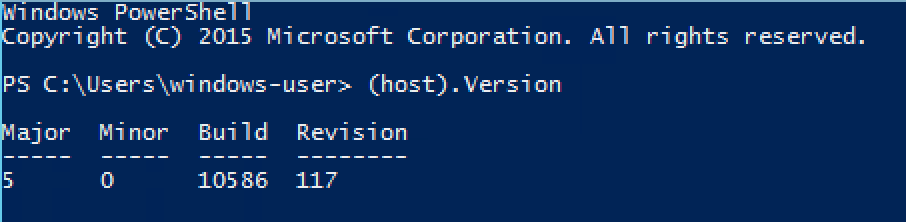 Windows PowerShell
Copyright (C) 2015 Microsoft Corporation. All rights reserved.
PS C:\Users\windows-user> (host).Version
Major  Minor  Build  Revision
-----  -----  -----  --------
5      0      10586  117